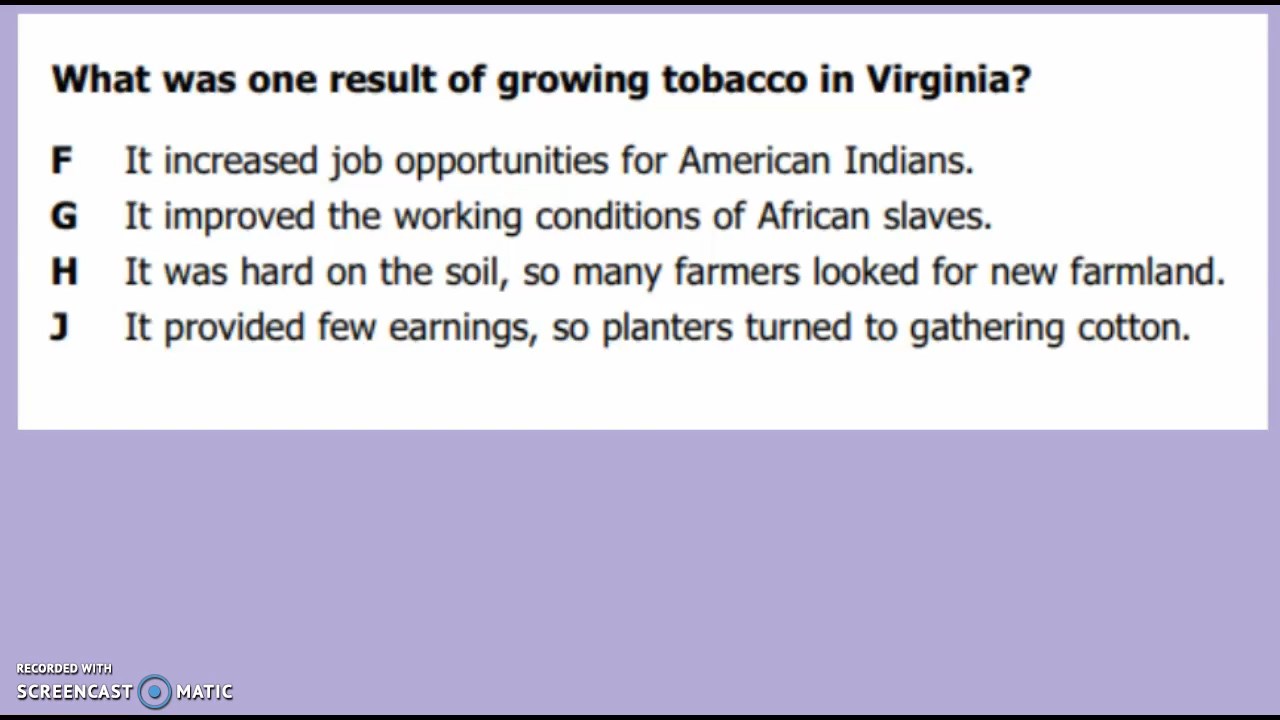 What was one result of growing tobacco in Virginia?
F It increased job opportunities for American Indians.
G It improved the working conditions of African slaves.
H It was hard on the soil, so many farmers looked for new farmland.
J It provided few earnings, so planters turned to gathering cotton.
RECORDED WITH
SCREENCAST MATIC